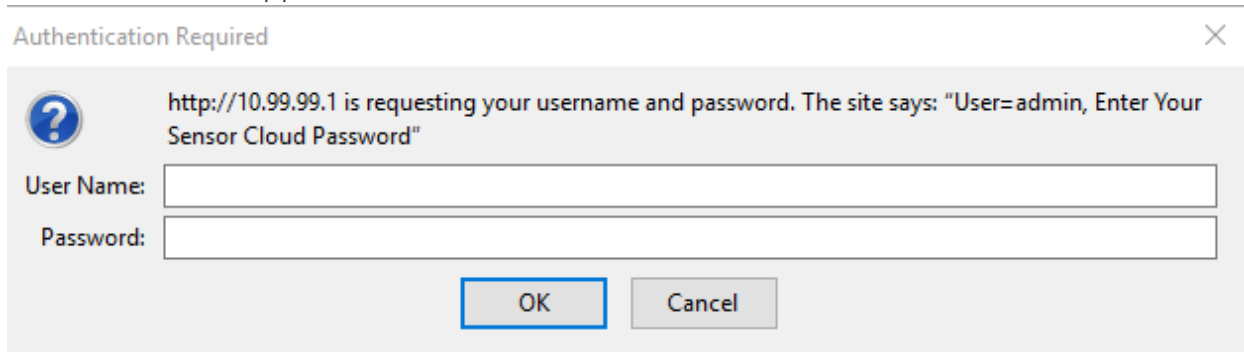 Authentication Required
http://10.99.99.1 is requesting your username and password. The site says: “User=admin, Enter Your
Sensor Cloud Password”
User Name:
Password:
OK Cancel